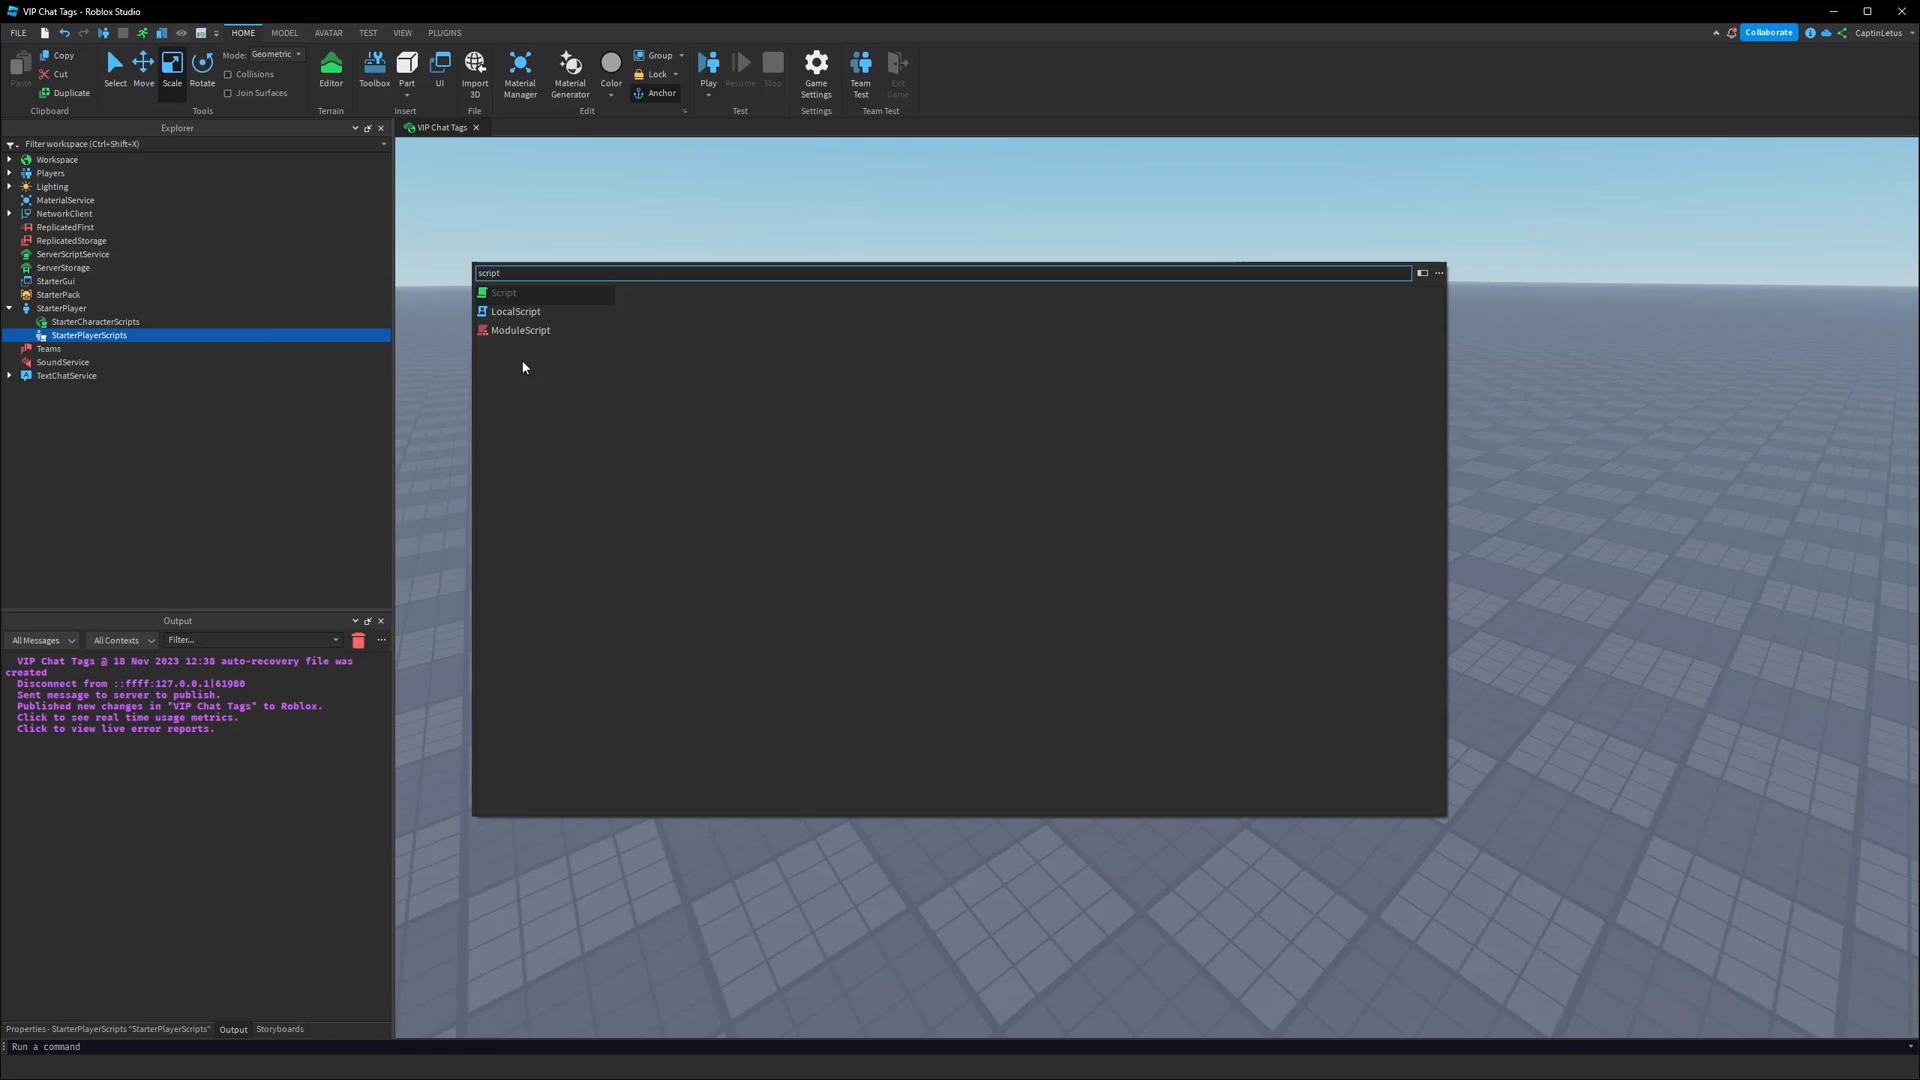 VIP Chat Tags - Roblox Studio
FILE HOME MODEL AVATAR TEST VIEW PLUGINS Collaborate CaptinLetus
Paste Copy Cut Duplicate
Clipboard
Select Move Scale Rotate
Mode: Geometric
Collisions
Join Surfaces
Tools
Editor
Terrain
Toolbox Part UI
Insert
Import 3D
File
Material Manager
Material Generator
Color
Group
Lock
Anchor
Edit
Play Resume Stop
Test
Game Settings
Settings
Team Test
Exit Game
Team Test
Explorer
VIP Chat Tags
Filter workspace (Ctrl+Shift+X)
Workspace
Players
Lighting
MaterialService
NetworkClient
ReplicatedFirst
ReplicatedStorage
ServerScriptService
ServerStorage
StarterGui
StarterPack
StarterPlayer
StarterCharacterScripts
StarterPlayerScripts
Teams
SoundService
TextChatService
script
Script
LocalScript
ModuleScript
Output
All Messages All Contexts Filter...
VIP Chat Tags @ 18 Nov 2023 12:38 auto-recovery file was
created
Disconnect from ::ffff:127.0.0.1|61980
Sent message to server to publish.
Published new changes in "VIP Chat Tags" to Roblox.
Click to see real time usage metrics.
Click to view live error reports.
Properties - StarterPlayerScripts "StarterPlayerScripts" Output Storyboards
Run a command